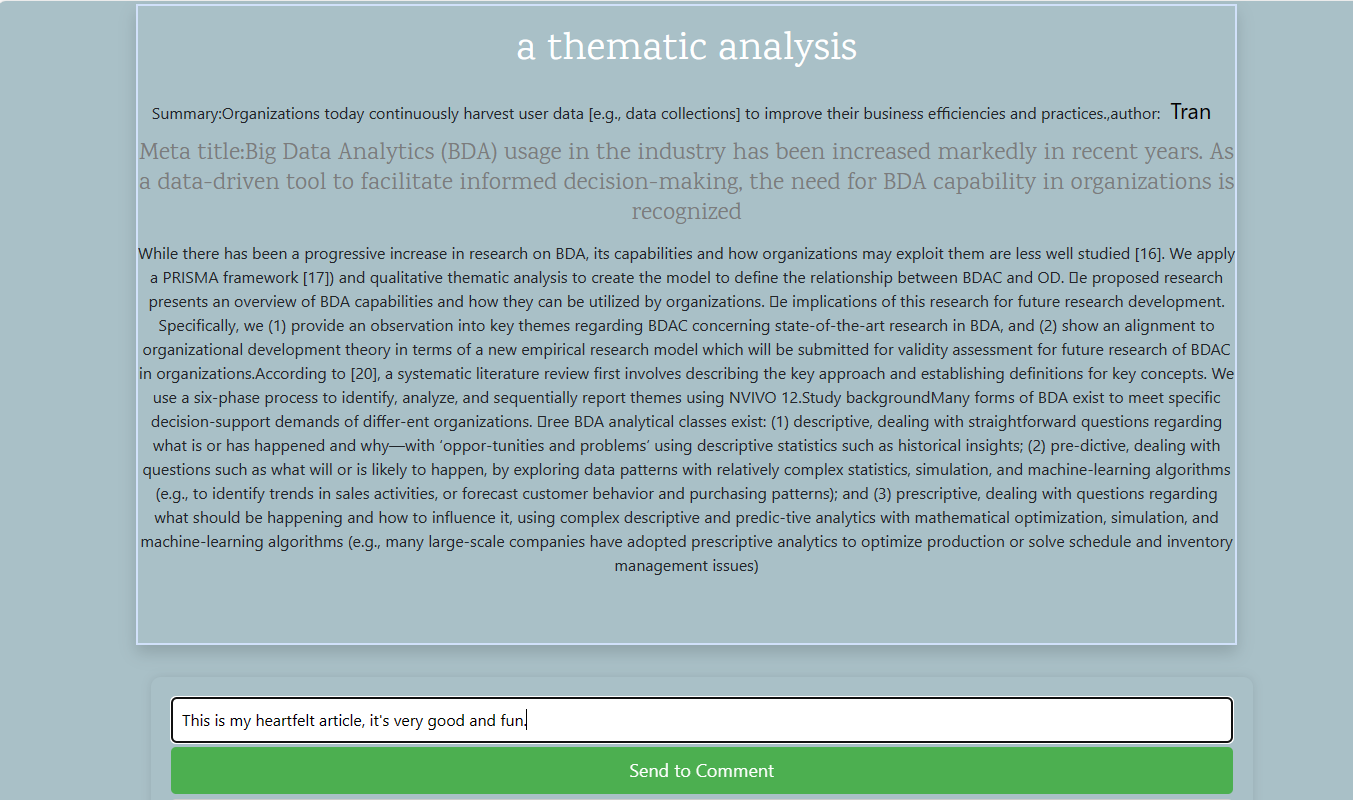 a thematic analysis
Summary:Organizations today continuously harvest user data [e.g., data collections] to improve their business efficiencies and practices.,author: Tran
Meta title:Big Data Analytics (BDA) usage in the industry has been increased markedly in recent years. As
a data-driven tool to facilitate informed decision-making, the need for BDA capability in organizations is
recognized
While there has been a progressive increase in research on BDA, its capabilities and how organizations may exploit them are less well studied [16]. We apply
a PRISMA framework [17]) and qualitative thematic analysis to create the model to define the relationship between BDAC and OD. □e proposed research
presents an overview of BDA capabilities and how they can be utilized by organizations. □e implications of this research for future research development.
Specifically, we (1) provide an observation into key themes regarding BDAC concerning state-of-the-art research in BDA, and (2) show an alignment to
organizational development theory in terms of a new empirical research model which will be submitted for validity assessment for future research of BDAC
in organizations.According to [20], a systematic literature review first involves describing the key approach and establishing definitions for key concepts. We
use a six-phase process to identify, analyze, and sequentially report themes using NVIVO 12.Study backgroundMany forms of BDA exist to meet specific
decision-support demands of differ-ent organizations. □ree BDA analytical classes exist: (1) descriptive, dealing with straightforward questions regarding
what is or has happened and why—with ‘oppor-tunities and problems’ using descriptive statistics such as historical insights; (2) pre-dictive, dealing with
questions such as what will or is likely to happen, by exploring data patterns with relatively complex statistics, simulation, and machine-learning algorithms
(e.g., to identify trends in sales activities, or forecast customer behavior and purchasing patterns); and (3) prescriptive, dealing with questions regarding
what should be happening and how to influence it, using complex descriptive and predic-tive analytics with mathematical optimization, simulation, and
machine-learning algorithms (e.g., many large-scale companies have adopted prescriptive analytics to optimize production or solve schedule and inventory
management issues)
This is my heartfelt article, it's very good and fun.
Send to Comment